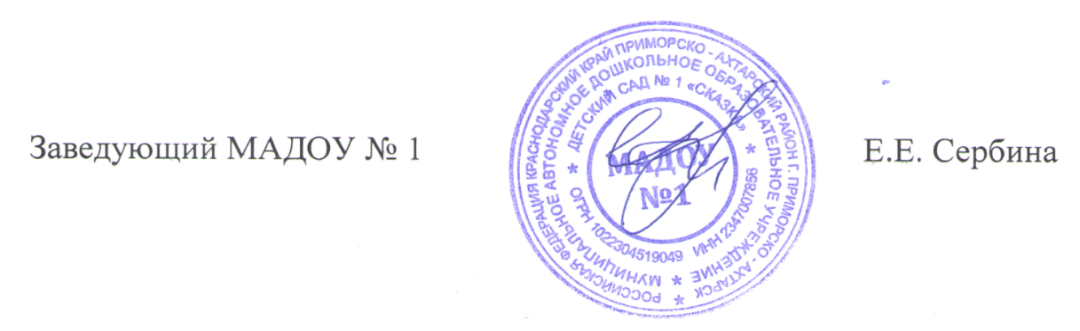 Заведующий МАДОУ № 1
РОССИЙСКАЯ ФЕДЕРАЦИЯ КРАСНОДАРСКИЙ КРАЙ ПРИМОРСКО - АХТАРСКИЙ РАЙОН Г. ПРИМОРСКО - АХТАРСК *
МУНИЦИПАЛЬНОЕ АВТОНОМНОЕ ДОШКОЛЬНОЕ ОБРАЗОВАТЕЛЬНОЕ УЧРЕЖДЕНИЕ *
* ДЕТСКИЙ САД № 1 «СКАЗКА» *
ОГРН 1022304519049 ИНН 2347007856
МАДОУ
№1
Е.Е. Сербина